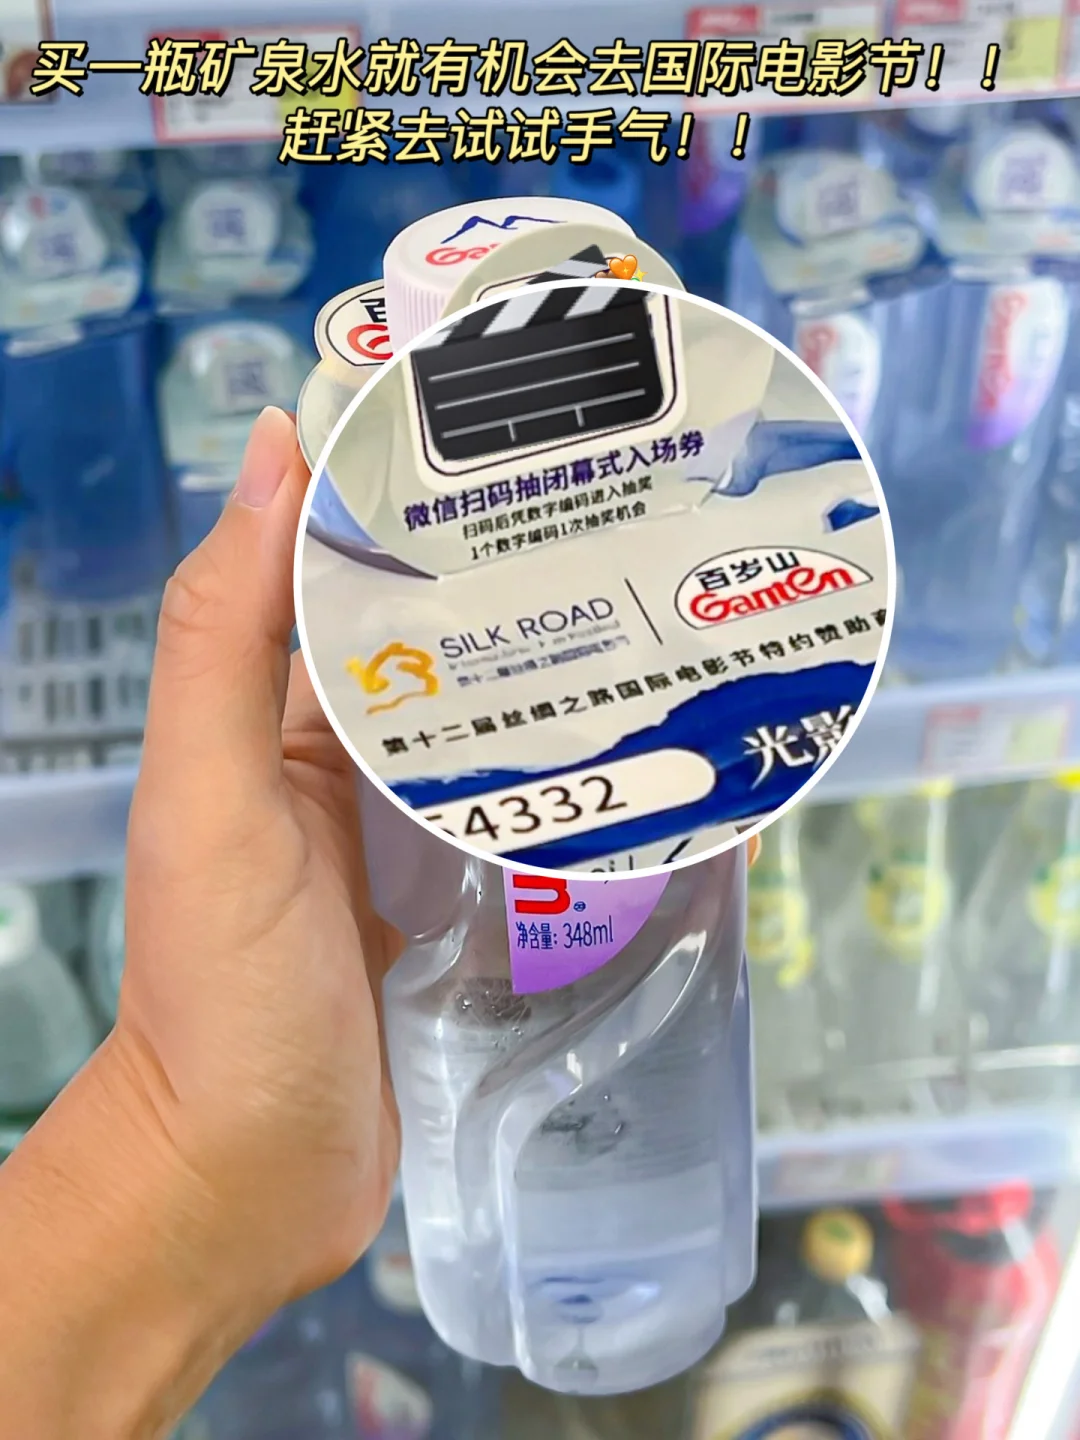 买一瓶矿泉水就有机会去国际电影节！！
赶紧去试试手气！！
微信扫码抽闭幕式入场券
扫码后凭数字编码进入抽奖
1个数字编码1次抽奖机会
SILK ROAD
百岁山
Ganten
第十二届丝绸之路国际电影节特约赞助商
54332
光影
净含量: 348ml